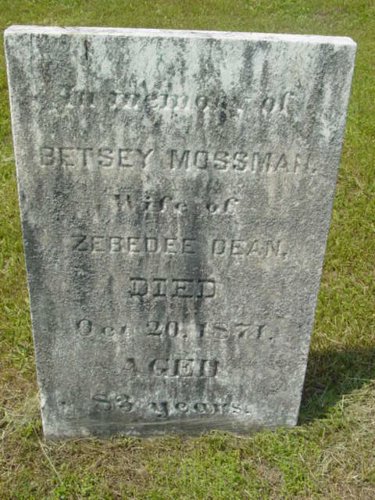 In memory of
BETSEY MOSSMAN.
Wife of
ZEBEDEE DEAN.
DIED
Oct 20, 1871.
AGED
83 years.